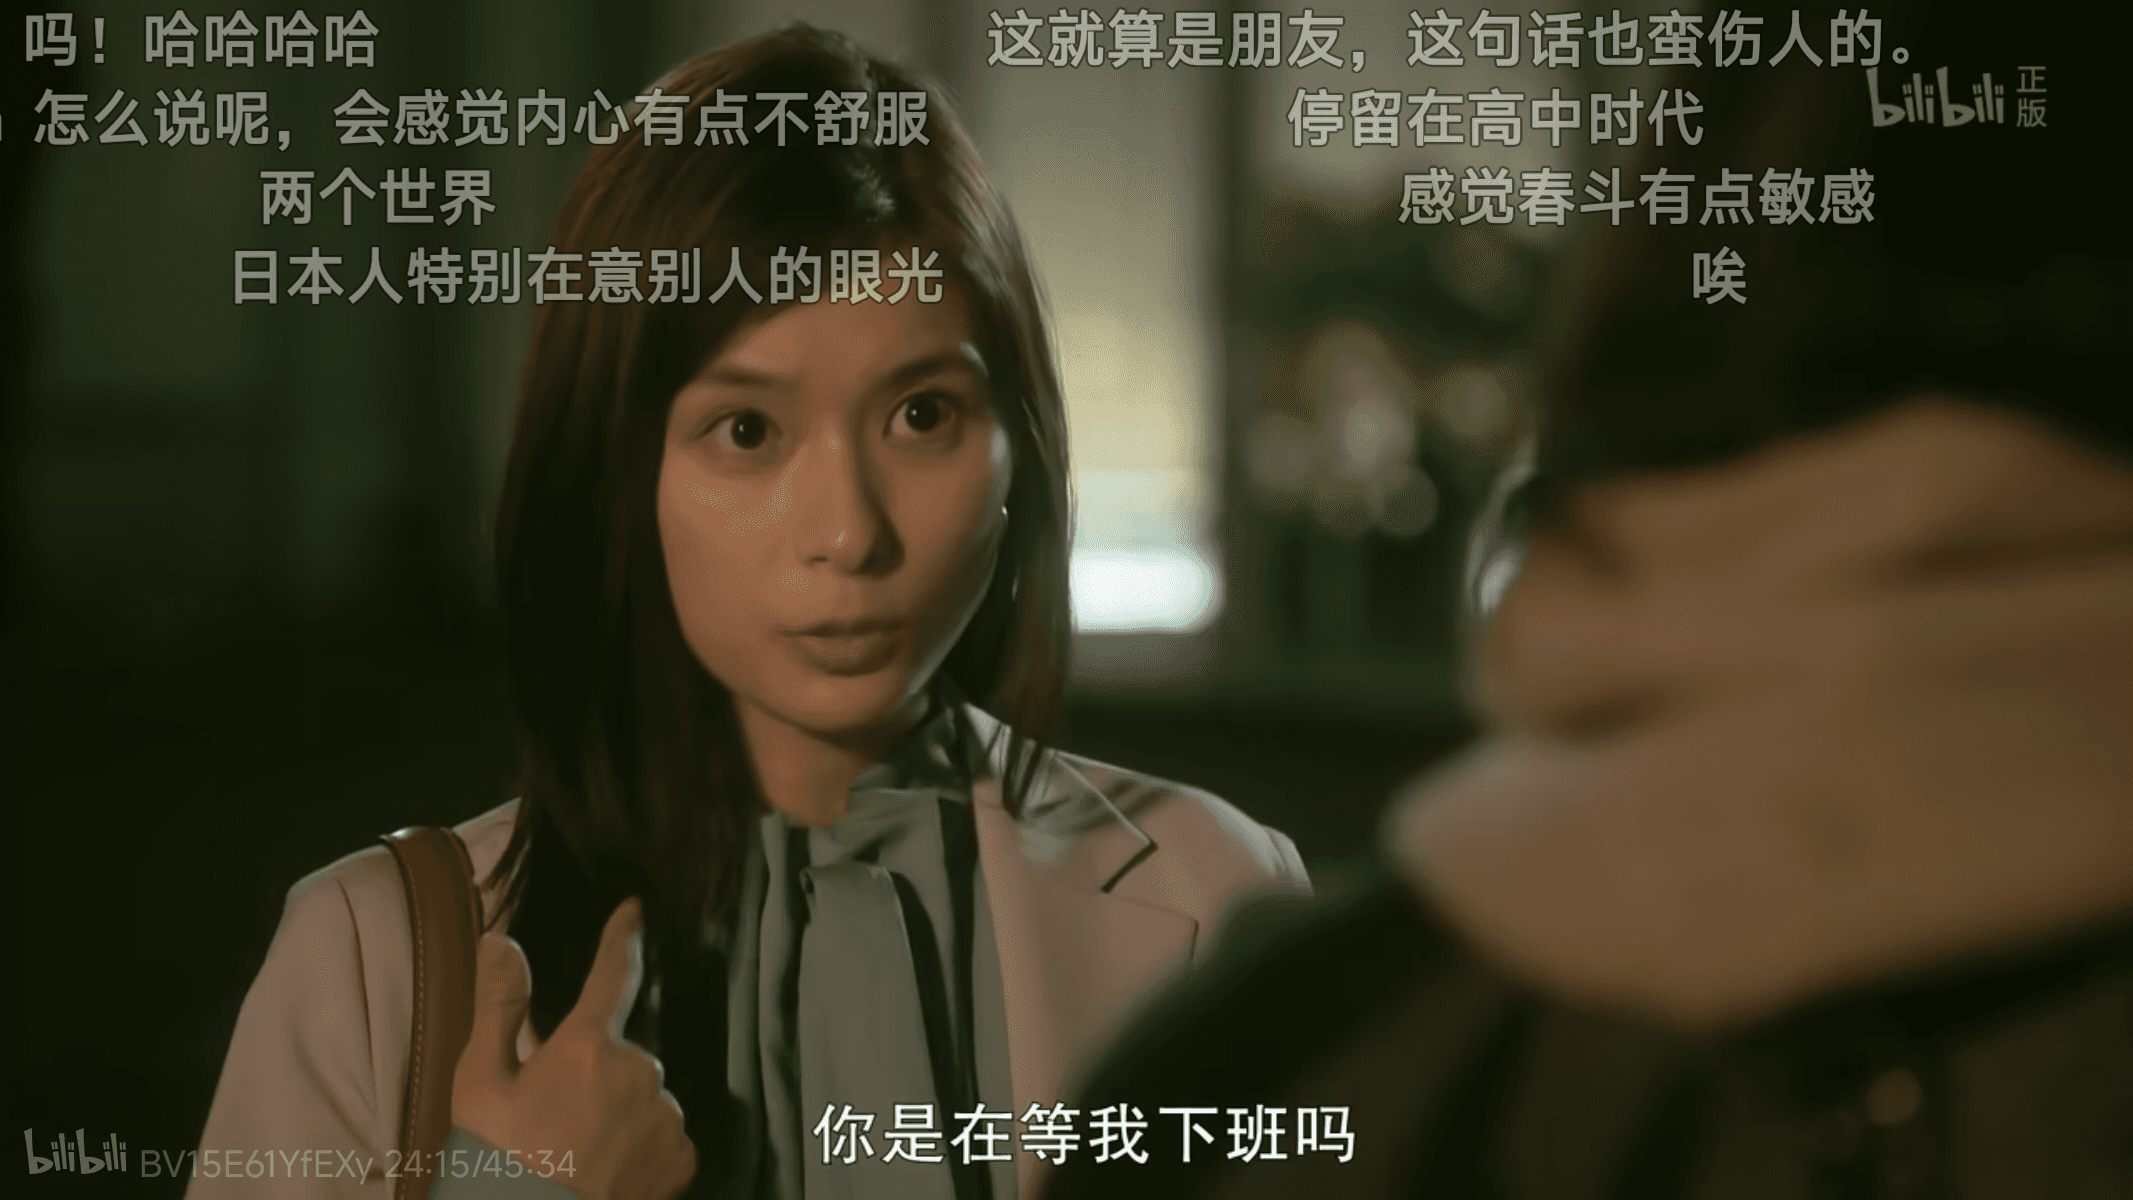 吗！哈哈哈哈
这就算是朋友，这句话也蛮伤人的。
怎么说呢，会感觉内心有点不舒服
停留在高中时代
bilibili 正版
两个世界
感觉春斗有点敏感
日本人特别在意别人的眼光
唉
你是在等我下班吗
bilibili BV15E61YfEXy 24:15/45:34